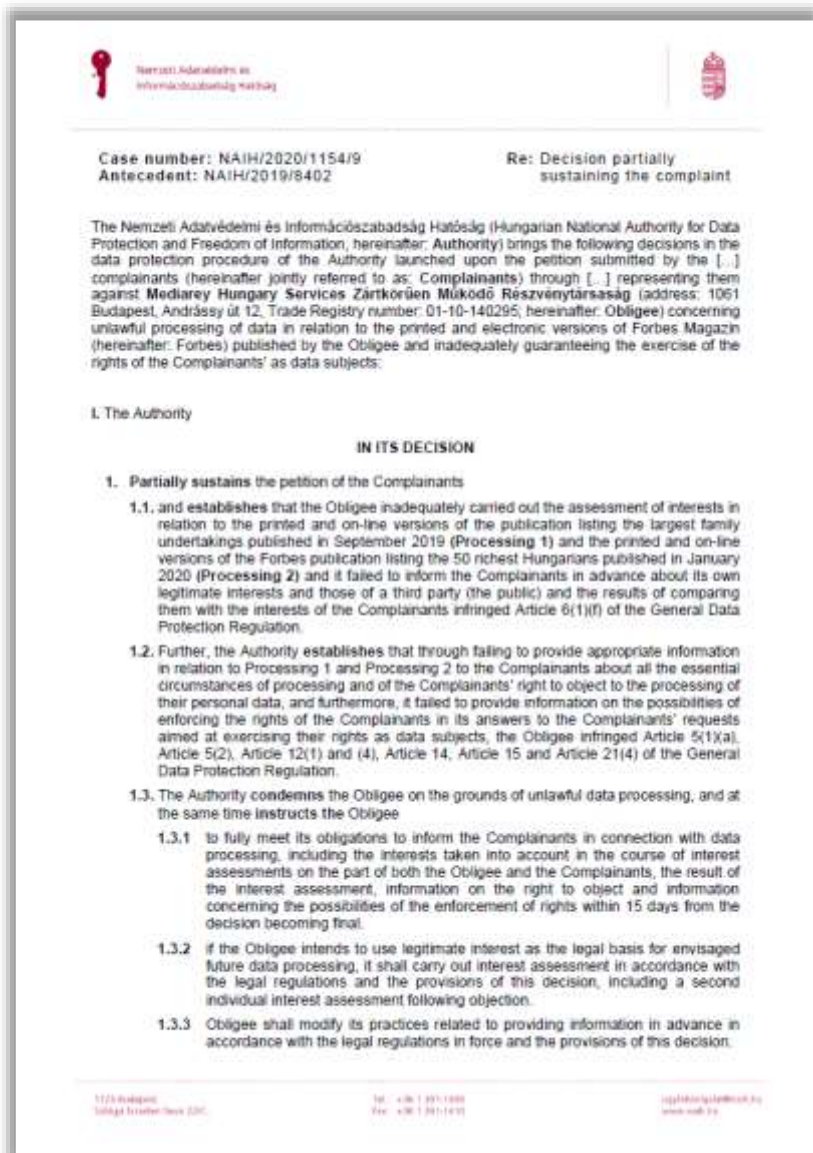 Nemzeti Adatvédelmi és
Információszabadság Hatóság
Case number: NAIH/2020/1154/9
Antecedent: NAIH/2019/8402
Re: Decision partially
sustaining the complaint
The Nemzeti Adatvédelmi és Információszabadság Hatóság (Hungarian National Authority for Data
Protection and Freedom of Information, hereinafter: Authority) brings the following decisions in the
data protection procedure of the Authority launched upon the petition submitted by the [...]
complainants (hereinafter jointly referred to as: Complainants) through [...] representing them
against Mediarey Hungary Services Zártkörűen Működő Részvénytársaság (address: 1061
Budapest, Andrássy út 12, Trade Registry number: 01-10-140295; hereinafter: Obligee) concerning
unlawful processing of data in relation to the printed and electronic versions of Forbes Magazin
(hereinafter: Forbes) published by the Obligee and inadequately guaranteeing the exercise of the
rights of the Complainants' as data subjects:
I. The Authority
IN ITS DECISION
1. Partially sustains the petition of the Complainants
1.1. and establishes that the Obligee inadequately carried out the assessment of interests in
relation to the printed and on-line versions of the publication listing the largest family
undertakings published in September 2019 (Processing 1) and the printed and on-line
versions of the Forbes publication listing the 50 richest Hungarians published in January
2020 (Processing 2) and it failed to inform the Complainants in advance about its own
legitimate interests and those of a third party (the public) and the results of comparing
them with the interests of the Complainants infringed Article 6(1)(f) of the General Data
Protection Regulation.
1.2. Further, the Authority establishes that through failing to provide appropriate information
in relation to Processing 1 and Processing 2 to the Complainants about all the essential
circumstances of processing and of the Complainants' right to object to the processing of
their personal data, and furthermore, it failed to provide information on the possibilities of
enforcing the rights of the Complainants in its answers to the Complainants' requests
aimed at exercising their rights as data subjects, the Obligee infringed Article 5(1)(a),
Article 5(2), Article 12(1) and (4), Article 14, Article 15 and Article 21(4) of the General
Data Protection Regulation.
1.3. The Authority condemns the Obligee on the grounds of unlawful data processing, and at
the same time instructs the Obligee
1.3.1 to fully meet its obligations to inform the Complainants in connection with data
processing, including the interests taken into account in the course of interest
assessments on the part of both the Obligee and the Complainants, the result of
the interest assessment, information on the right to object and information
concerning the possibilities of the enforcement of rights within 15 days from the
decision becoming final.
1.3.2 if the Obligee intends to use legitimate interest as the legal basis for envisaged
future data processing, it shall carry out interest assessment in accordance with
the legal regulations and the provisions of this decision, including a second
individual interest assessment following objection.
1.3.3 Obligee shall modify its practices related to providing information in advance in
accordance with the legal regulations in force and the provisions of this decision.
Budapest